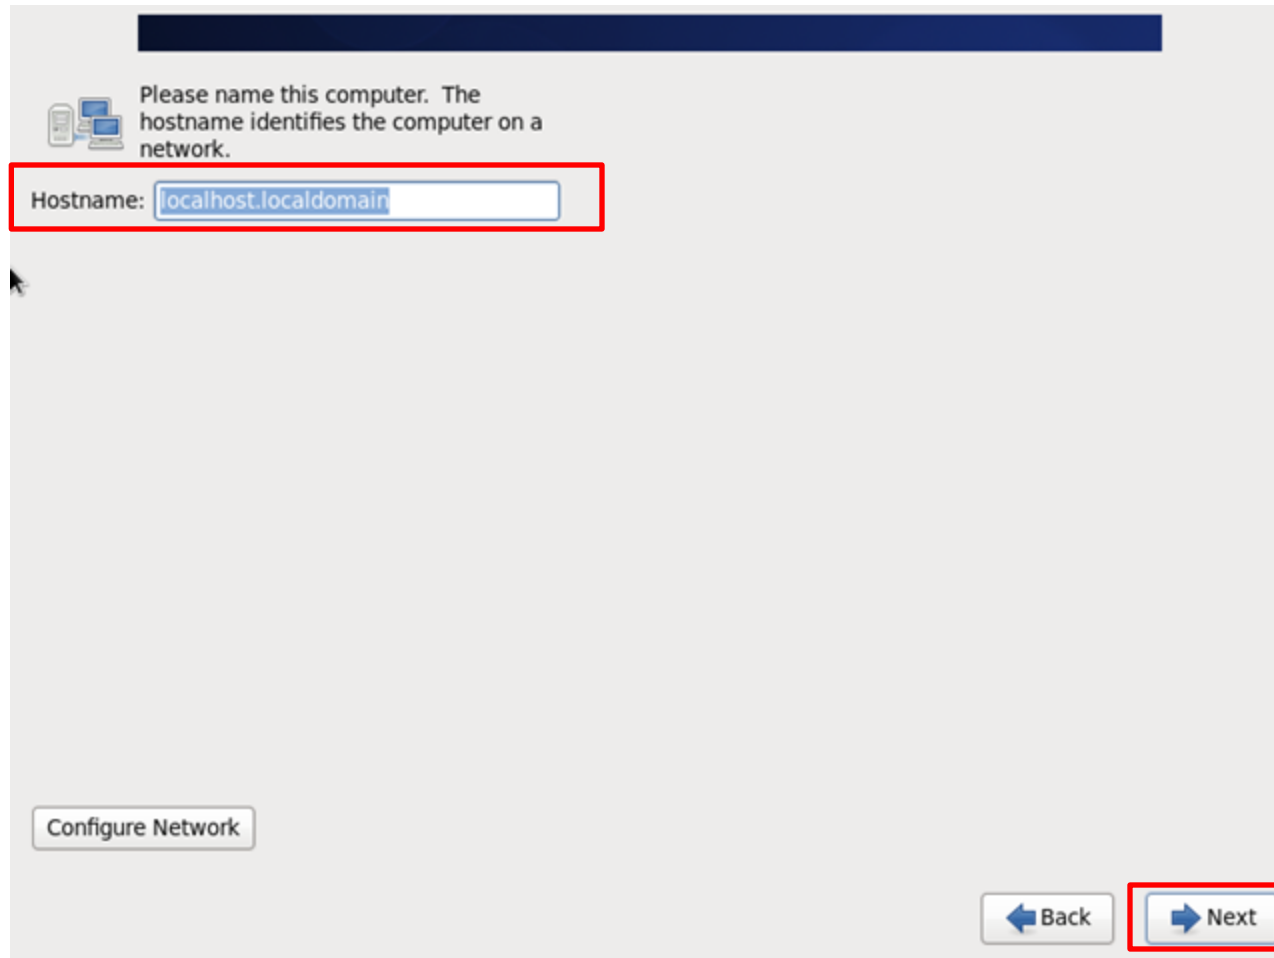 Please name this computer.  The
hostname identifies the computer on a
network.
Hostname: localhost.localdomain
Configure Network
Back Next